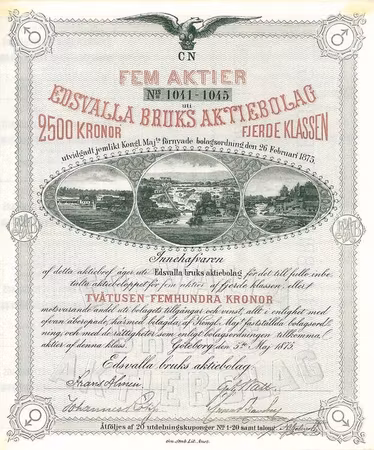 CN
FEM AKTIER
No 1041 - 1045
uti
EDSVALLA BRUKS AKTIEBOLAG
2500 KRONOR FJERDE KLASSEN
utvidgadt jemlikt Kongl. Maj:ts förnyade bolagsordning den 26 Februari 1875.
Innehafvaren
af detta aktiebref äger uti Edsvalla bruks aktiebolag för det till fullo inbe-
talta aktiebeloppet för fem aktier af fjerde klassen, eller
TVÅTUSEN FEMHUNDRA KRONOR
motsvarande andel uti bolagets tillgångar och vinst, allt i enlighet med
ofvan åberopade, härmed bilagda, af Kongl. Maj:t fastställda bolagsord-
ning, och med de rättigheter som enligt bolagsordningen tillkomma
aktier af denna klass. Göteborg den 5te Maj 1875.
Edsvalla bruks aktiebolag
Åtföljes af 20 utdelningskuponger No 1-20 samt talong.